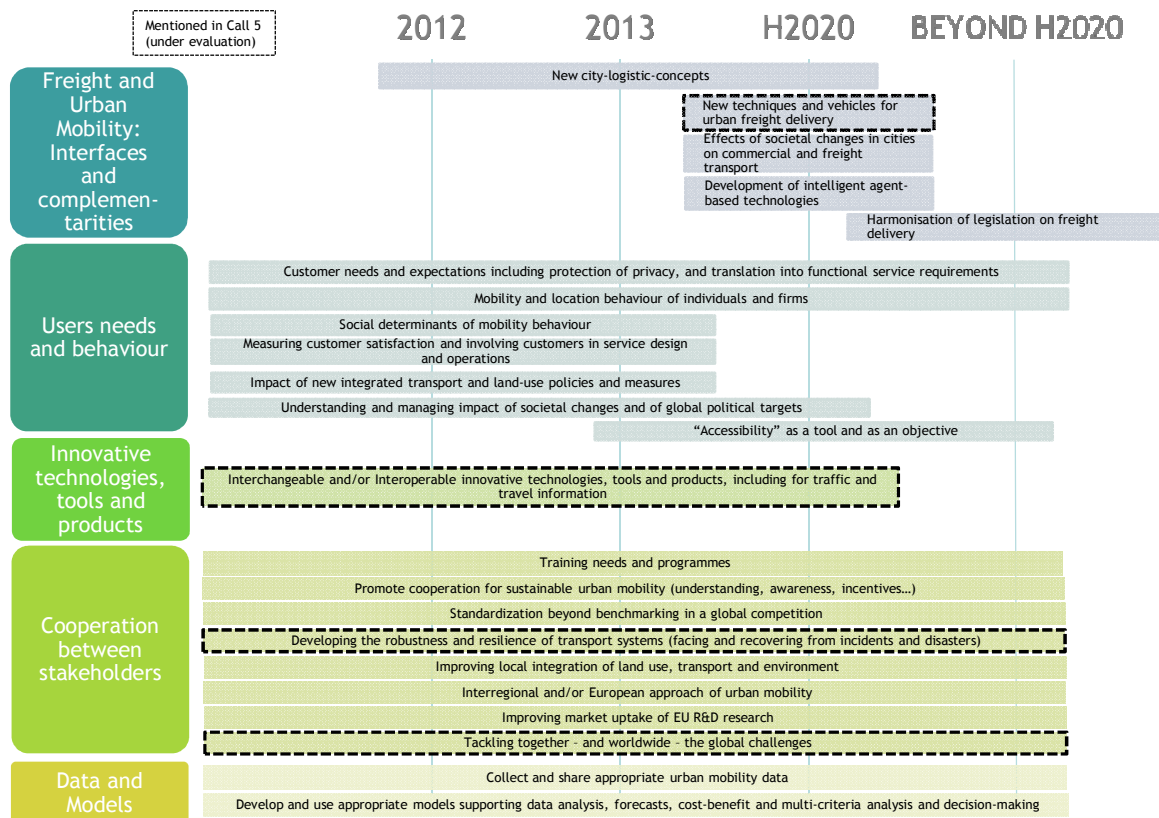 Mentioned in Call 5
(under evaluation)
2012
2013
H2020
BEYOND H2020
Freight and
Urban
Mobility:
Interfaces
and
complemen-
tarities
New city-logistic-concepts
New techniques and vehicles for
urban freight delivery
Effects of societal changes in cities
on commercial and freight
transport
Development of intelligent agent-
based technologies
Harmonisation of legislation on freight
delivery
Users needs
and behaviour
Customer needs and expectations including protection of privacy, and translation into functional service requirements
Mobility and location behaviour of individuals and firms
Social determinants of mobility behaviour
Measuring customer satisfaction and involving customers in service design
and operations
Impact of new integrated transport and land-use policies and measures
Understanding and managing impact of societal changes and of global political targets
“Accessibility” as a tool and as an objective
Innovative
technologies,
tools and
products
Interchangeable and/or Interoperable innovative technologies, tools and products, including for traffic and
travel information
Cooperation
between
stakeholders
Training needs and programmes
Promote cooperation for sustainable urban mobility (understanding, awareness, incentives…)
Standardization beyond benchmarking in a global competition
Developing the robustness and resilience of transport systems (facing and recovering from incidents and disasters)
Improving local integration of land use, transport and environment
Interregional and/or European approach of urban mobility
Improving market uptake of EU R&D research
Tackling together – and worldwide – the global challenges
Data and
Models
Collect and share appropriate urban mobility data
Develop and use appropriate models supporting data analysis, forecasts, cost-benefit and multi-criteria analysis and decision-making